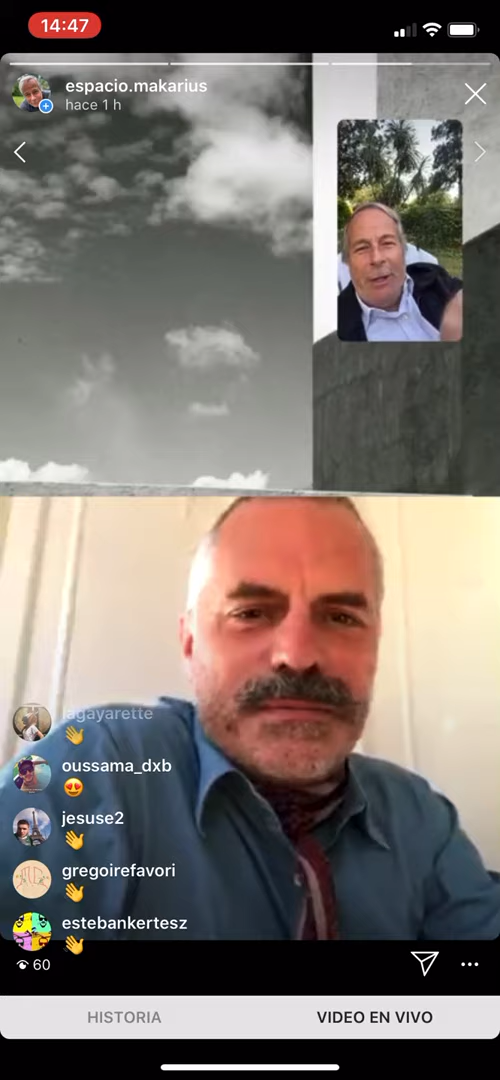 14:47
espacio.makarius
hace 1 h
lagayarette
👋
oussama_dxb
😍
jesuse2
👋
gregoirefavori
👋
estebankertesz
👋
60
HISTORIA
VIDEO EN VIVO